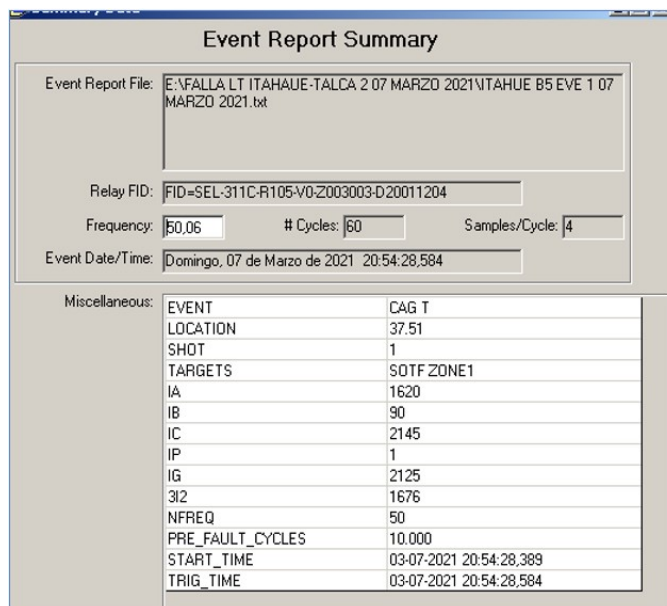 Event Report Summary
Event Report File: E:\FALLA LT ITAHAUE-TALCA 2 07 MARZO 2021\ITAHUE B5 EVE 1 07
MARZO 2021.txt
Relay FID: FID=SEL-311C-R105-V0-Z003003-D20011204
Frequency: 50,06 # Cycles: 60 Samples/Cycle: 4
Event Date/Time: Domingo, 07 de Marzo de 2021 20:54:28,584
Miscellaneous: EVENT CAG T
LOCATION 37.51
SHOT 1
TARGETS SOTF ZONE1
IA 1620
IB 90
IC 2145
IP 1
IG 2125
3I2 1676
NFREQ 50
PRE_FAULT_CYCLES 10.000
START_TIME 03-07-2021 20:54:28,389
TRIG_TIME 03-07-2021 20:54:28,584